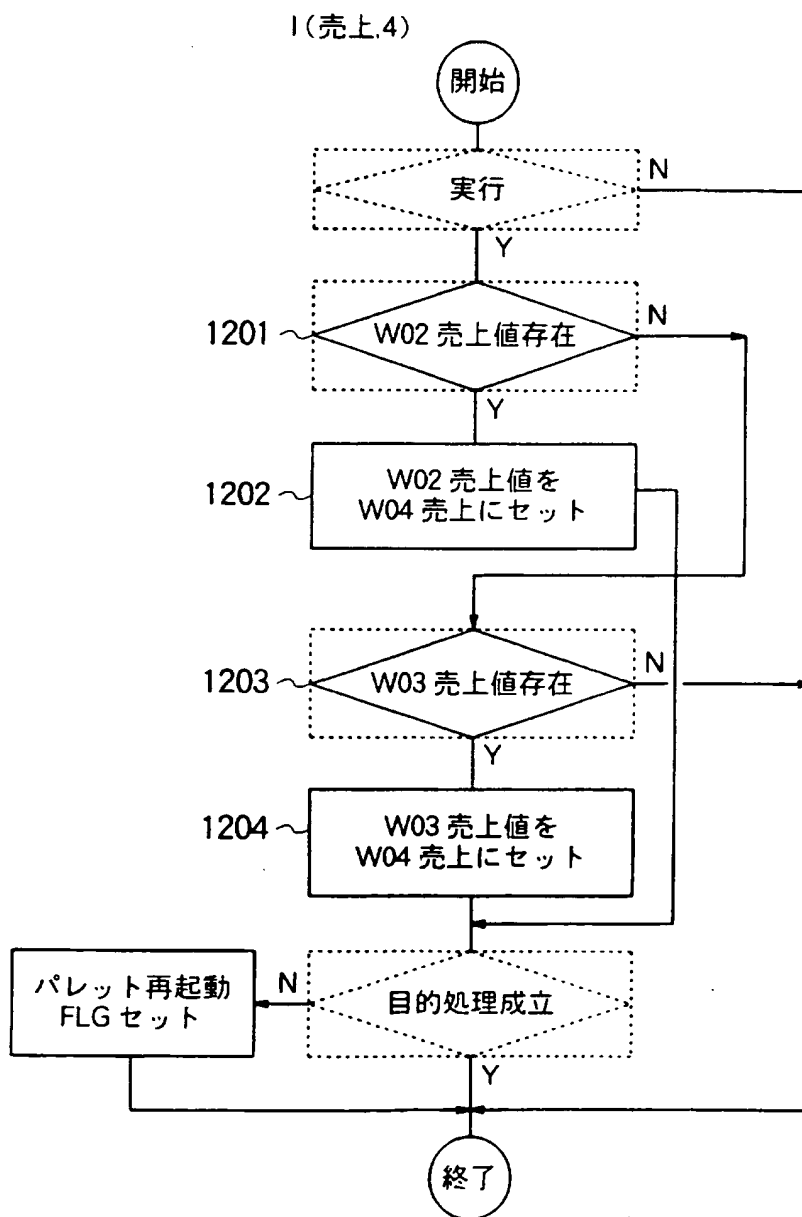 I(売上,4)
開始
実行
N
Y
1201
W02 売上値存在
N
Y
1202
W02 売上値を
W04 売上にセット
1203
W03 売上値存在
N
Y
1204
W03 売上値を
W04 売上にセット
パレット再起動
FLG セット
N
目的処理成立
Y
終了